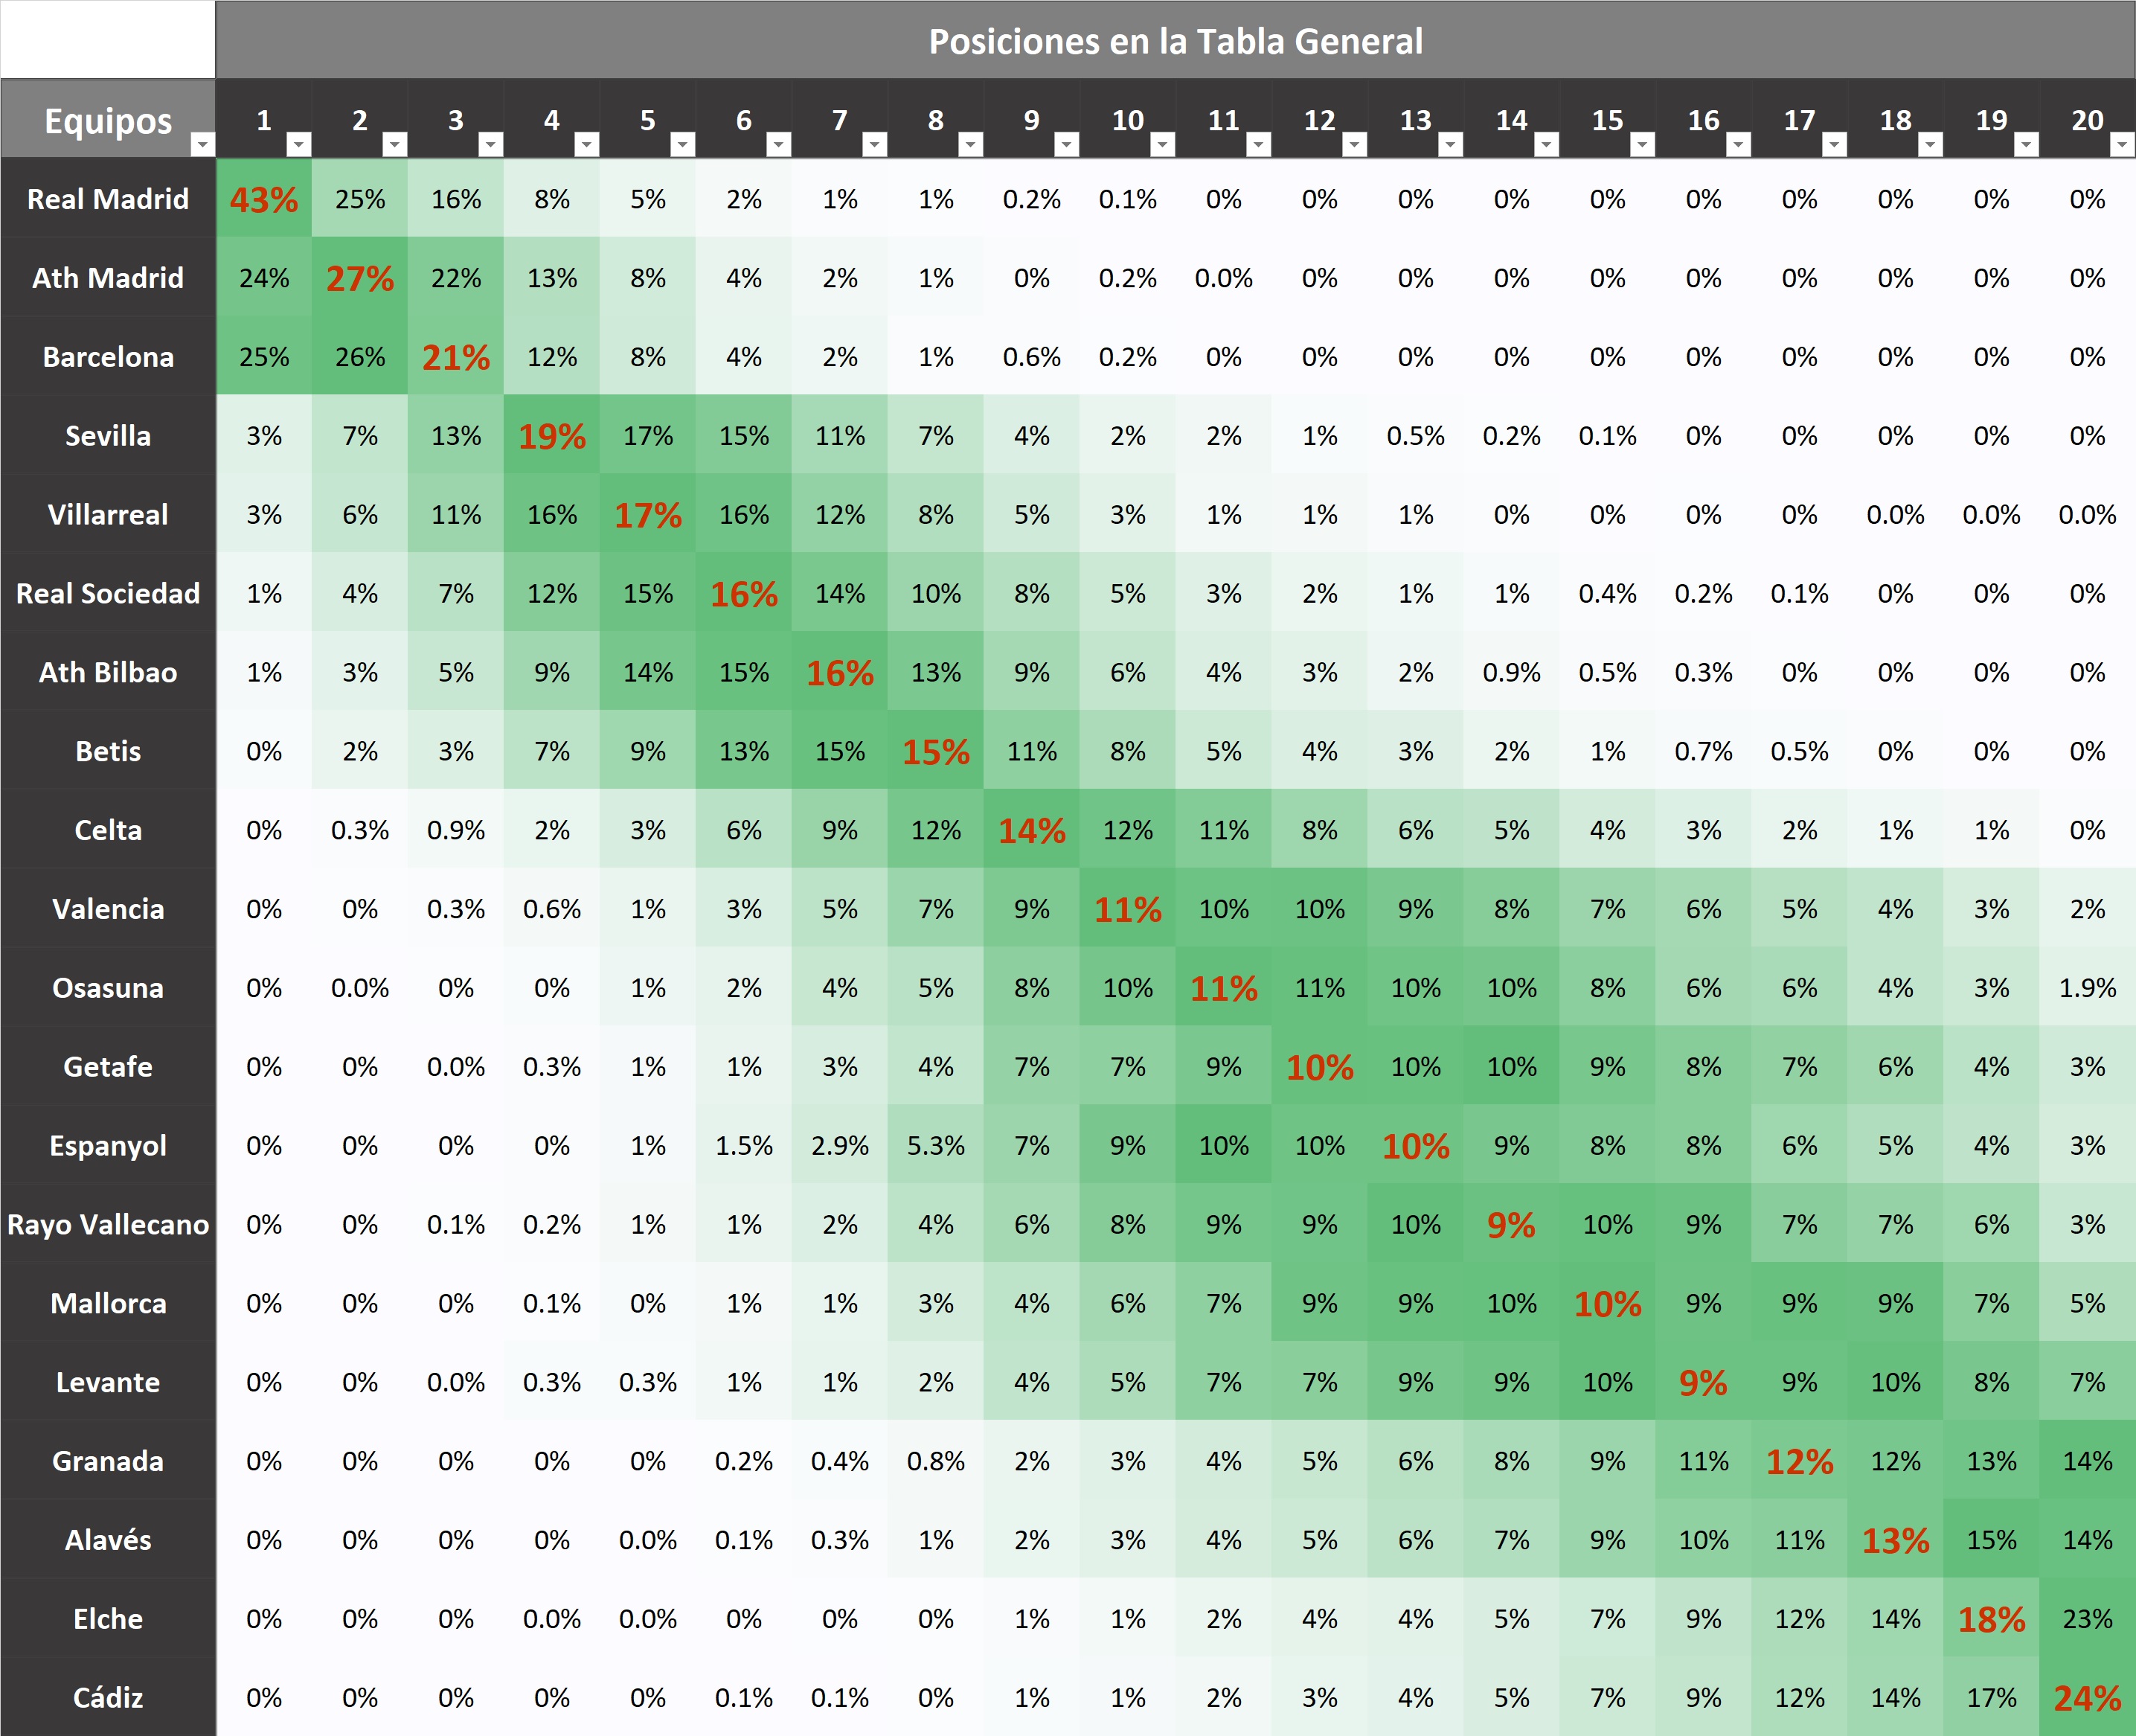 Posiciones en la Tabla General
Equipos 1 2 3 4 5 6 7 8 9 10 11 12 13 14 15 16 17 18 19 20
Real Madrid 43% 25% 16% 8% 5% 2% 1% 1% 0.2% 0.1% 0% 0% 0% 0% 0% 0% 0% 0% 0% 0%
Ath Madrid 24% 27% 22% 13% 8% 4% 2% 1% 0% 0.2% 0.0% 0% 0% 0% 0% 0% 0% 0% 0% 0%
Barcelona 25% 26% 21% 12% 8% 4% 2% 1% 0.6% 0.2% 0% 0% 0% 0% 0% 0% 0% 0% 0% 0%
Sevilla 3% 7% 13% 19% 17% 15% 11% 7% 4% 2% 2% 1% 0.5% 0.2% 0.1% 0% 0% 0% 0% 0%
Villarreal 3% 6% 11% 16% 17% 16% 12% 8% 5% 3% 1% 1% 1% 0% 0% 0% 0% 0.0% 0.0% 0.0%
Real Sociedad 1% 4% 7% 12% 15% 16% 14% 10% 8% 5% 3% 2% 1% 1% 0.4% 0.2% 0.1% 0% 0% 0%
Ath Bilbao 1% 3% 5% 9% 14% 15% 16% 13% 9% 6% 4% 3% 2% 0.9% 0.5% 0.3% 0% 0% 0% 0%
Betis 0% 2% 3% 7% 9% 13% 15% 15% 11% 8% 5% 4% 3% 2% 1% 0.7% 0.5% 0% 0% 0%
Celta 0% 0.3% 0.9% 2% 3% 6% 9% 12% 14% 12% 11% 8% 6% 5% 4% 3% 2% 1% 1% 0%
Valencia 0% 0% 0.3% 0.6% 1% 3% 5% 7% 9% 11% 10% 10% 9% 8% 7% 6% 5% 4% 3% 2%
Osasuna 0% 0.0% 0% 0% 1% 2% 4% 5% 8% 10% 11% 11% 10% 10% 8% 6% 6% 4% 3% 1.9%
Getafe 0% 0% 0.0% 0.3% 1% 1% 3% 4% 7% 7% 9% 10% 10% 10% 9% 8% 7% 6% 4% 3%
Espanyol 0% 0% 0% 0% 1% 1.5% 2.9% 5.3% 7% 9% 10% 10% 10% 9% 8% 8% 6% 5% 4% 3%
Rayo Vallecano 0% 0% 0.1% 0.2% 1% 1% 2% 4% 6% 8% 9% 9% 10% 9% 10% 9% 7% 7% 6% 3%
Mallorca 0% 0% 0% 0.1% 0% 1% 1% 3% 4% 6% 7% 9% 9% 10% 10% 9% 9% 9% 7% 5%
Levante 0% 0% 0.0% 0.3% 0.3% 1% 1% 2% 4% 5% 7% 7% 9% 9% 10% 9% 9% 10% 8% 7%
Granada 0% 0% 0% 0% 0% 0.2% 0.4% 0.8% 2% 3% 4% 5% 6% 8% 9% 11% 12% 12% 13% 14%
Alavés 0% 0% 0% 0% 0.0% 0.1% 0.3% 1% 2% 3% 4% 5% 6% 7% 9% 10% 11% 13% 15% 14%
Elche 0% 0% 0% 0.0% 0.0% 0% 0% 0% 1% 1% 2% 4% 4% 5% 7% 9% 12% 14% 18% 23%
Cádiz 0% 0% 0% 0% 0% 0.1% 0.1% 0% 1% 1% 2% 3% 4% 5% 7% 9% 12% 14% 17% 24%